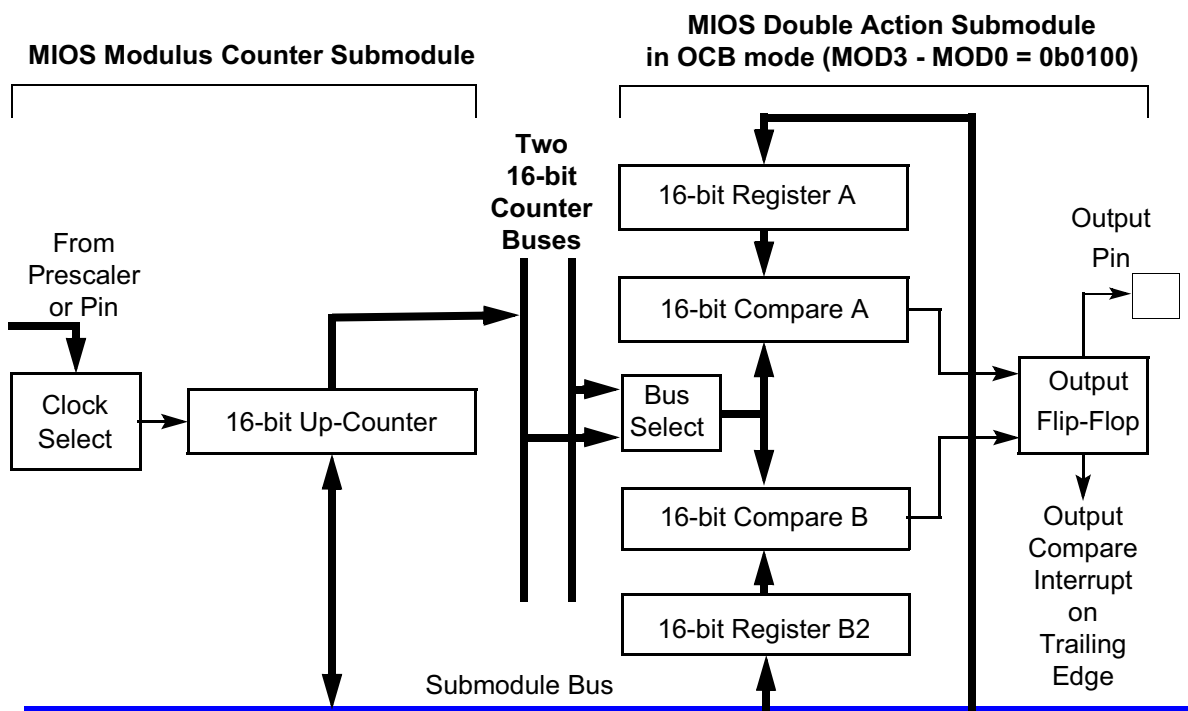 MIOS Modulus Counter Submodule
MIOS Double Action Submodule
in OCB mode (MOD3 - MOD0 = 0b0100)
Two
16-bit
Counter
Buses
From
Prescaler
or Pin
Clock
Select
16-bit Up-Counter
16-bit Register A
16-bit Compare A
Bus
Select
16-bit Compare B
16-bit Register B2
Output
Pin
Output
Flip-Flop
Output
Compare
Interrupt
on
Trailing
Edge
Submodule Bus